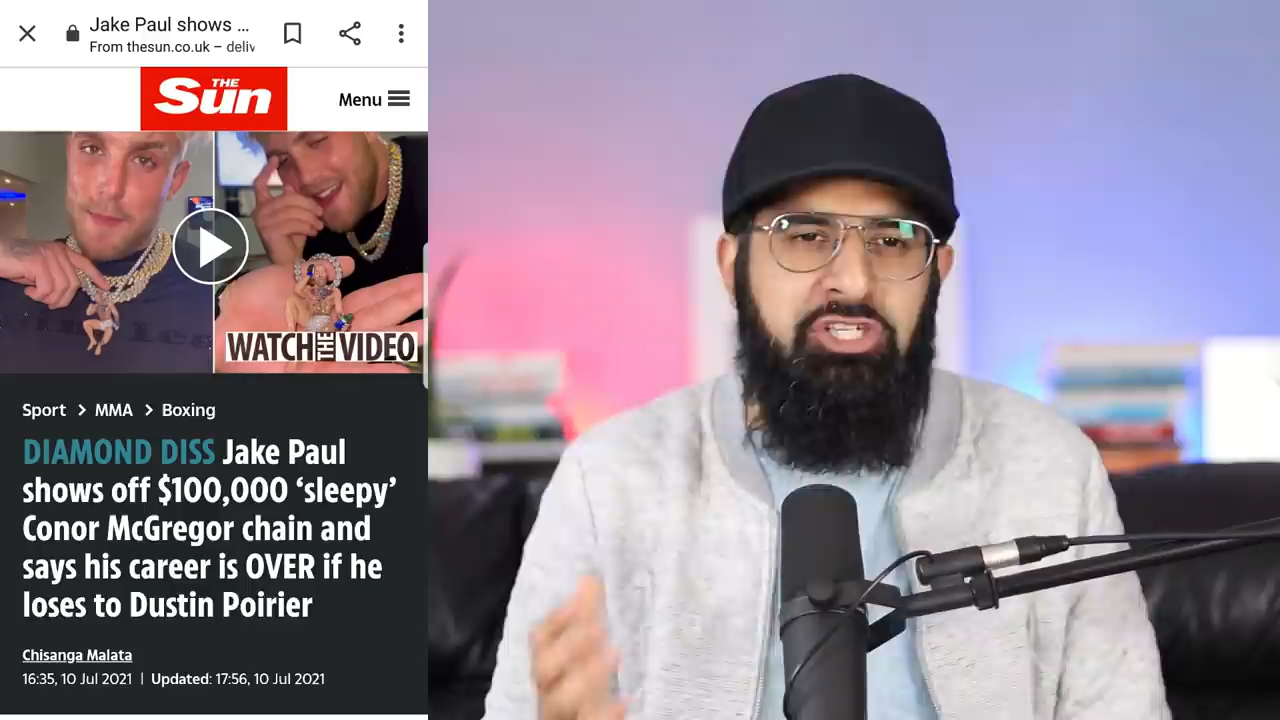 Jake Paul shows ...
From thesun.co.uk – deliv
THE
Sun
Menu
WATCH THE VIDEO
Sport > MMA > Boxing
DIAMOND DISS Jake Paul
shows off $100,000 ‘sleepy’
Conor McGregor chain and
says his career is OVER if he
loses to Dustin Poirier
Chisanga Malata
16:35, 10 Jul 2021 | Updated: 17:56, 10 Jul 2021